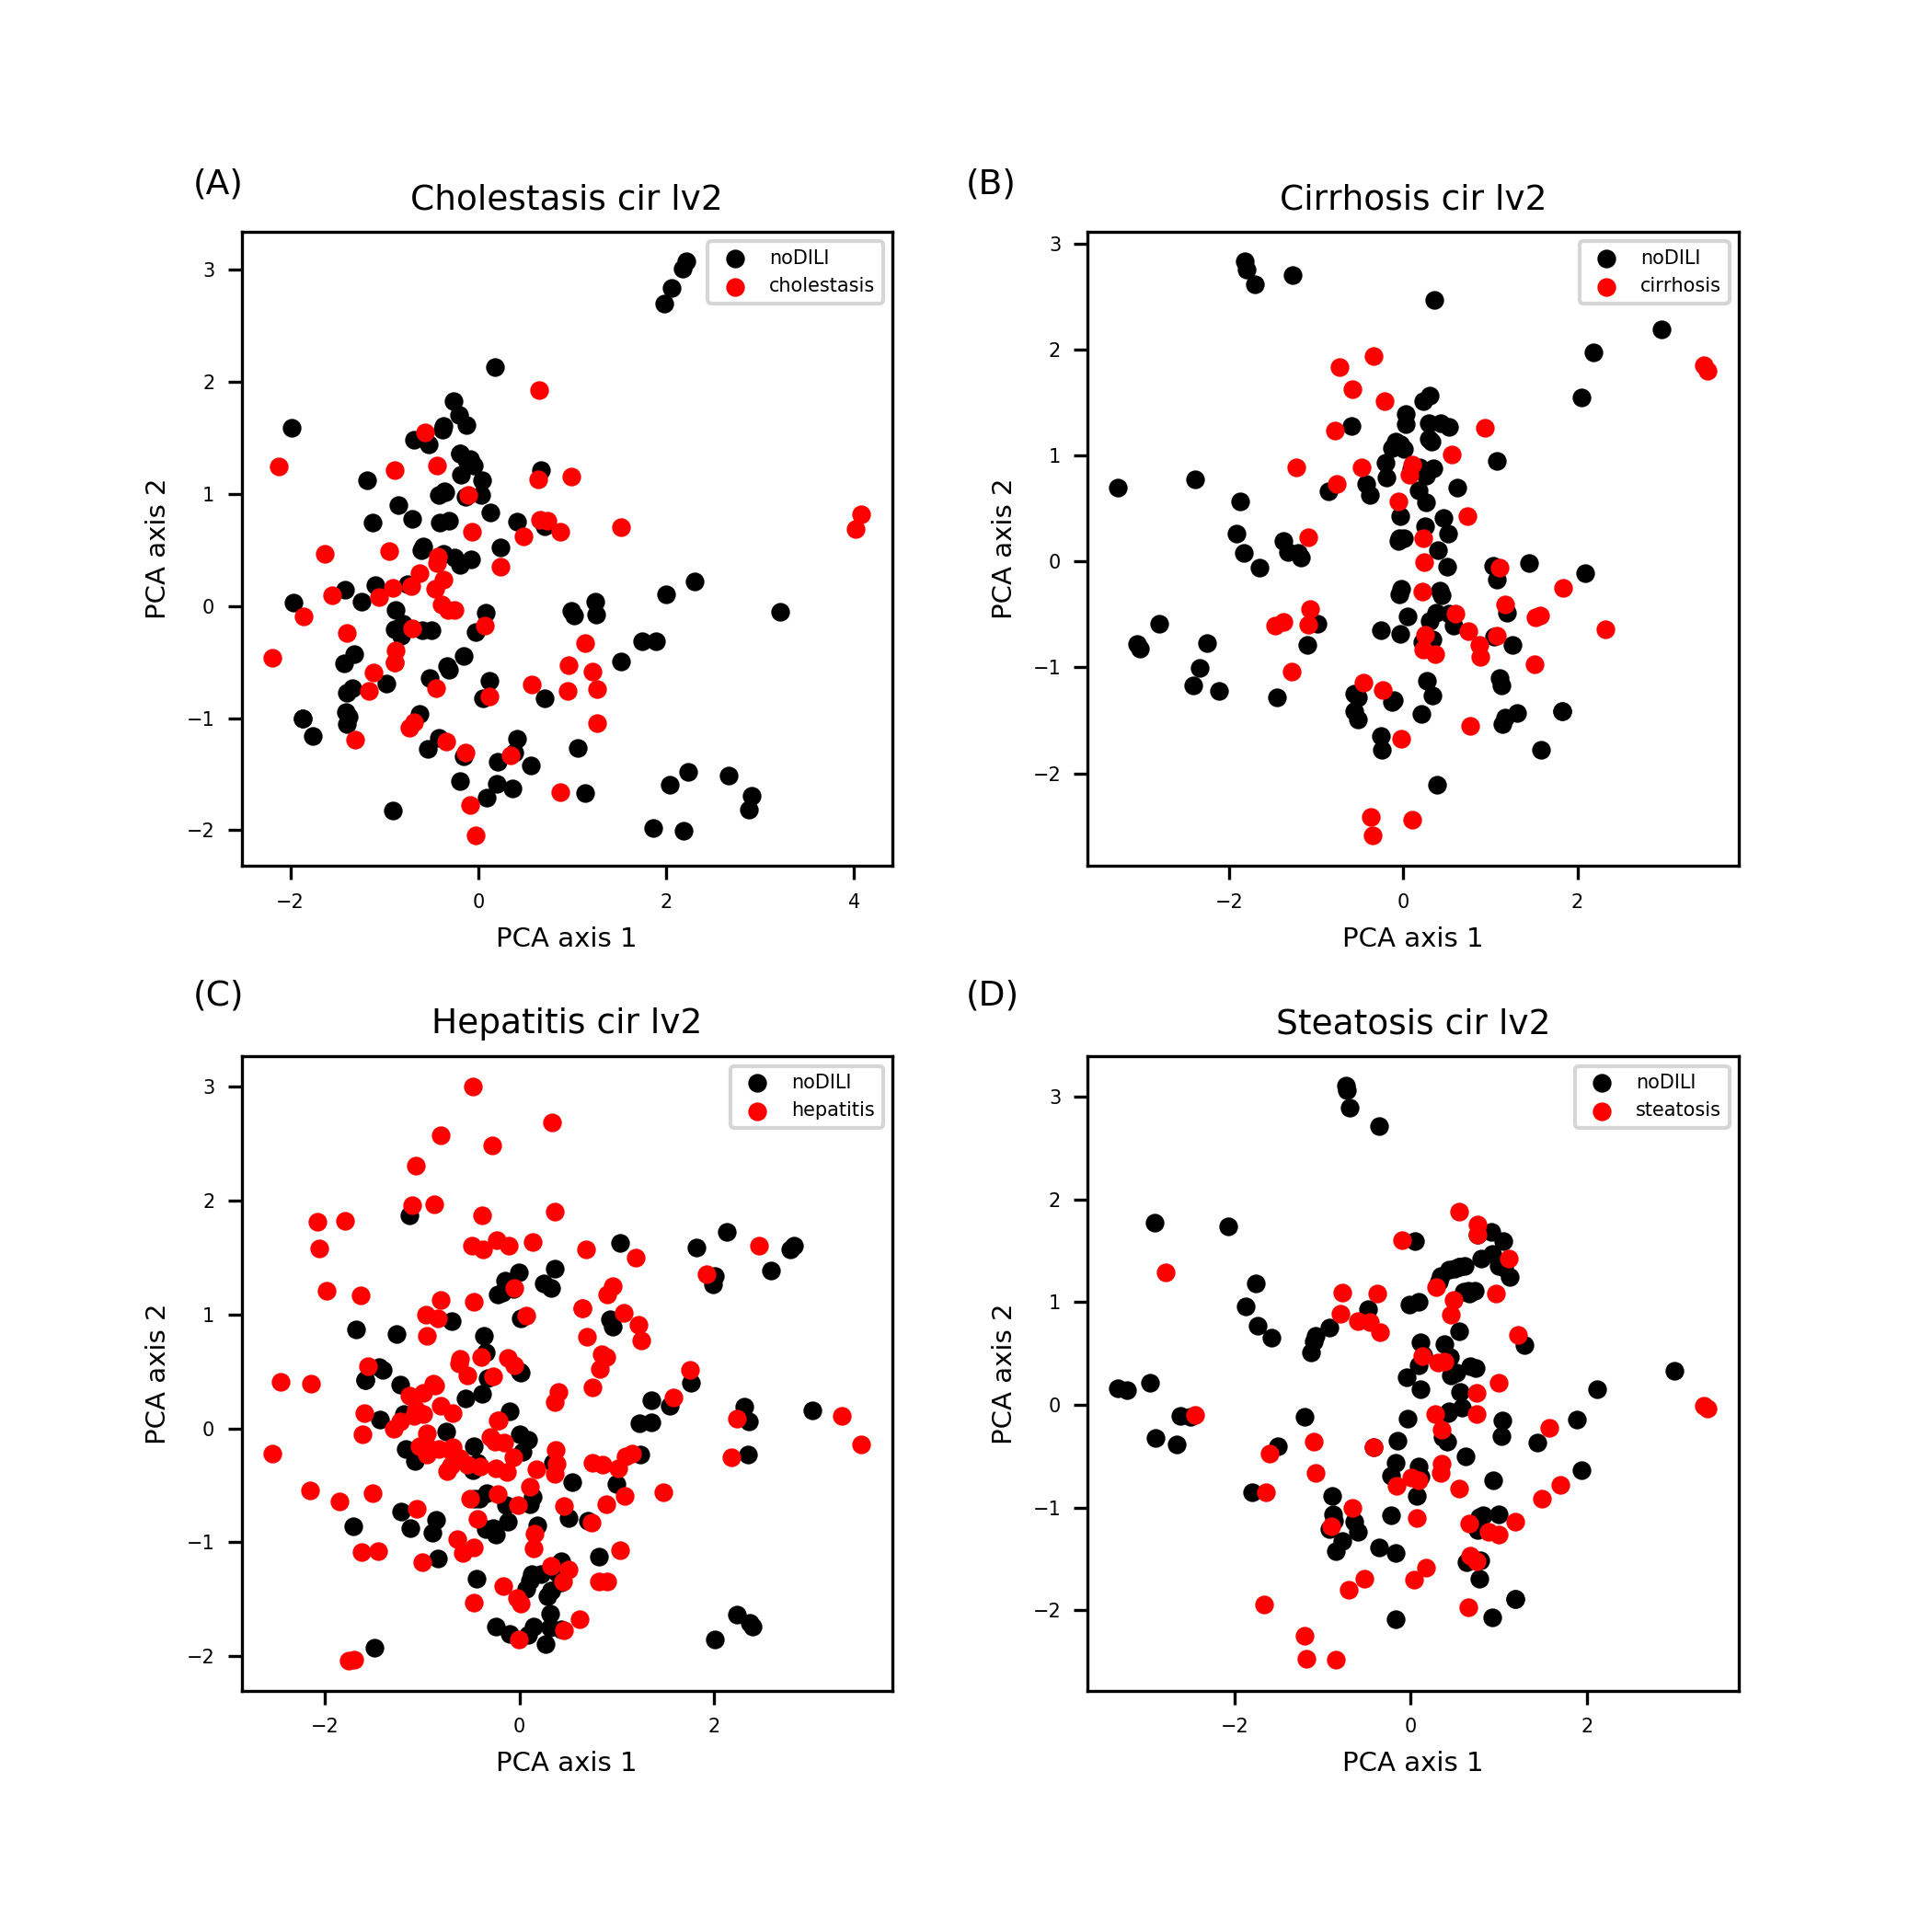 (A)
Cholestasis cir lv2
noDILI
cholestasis
PCA axis 2
3
2
1
0
−1
−2
−2 0 2 4
PCA axis 1
(B)
Cirrhosis cir lv2
noDILI
cirrhosis
PCA axis 2
3
2
1
0
−1
−2
−2 0 2
PCA axis 1
(C)
Hepatitis cir lv2
noDILI
hepatitis
PCA axis 2
3
2
1
0
−1
−2
−2 0 2
PCA axis 1
(D)
Steatosis cir lv2
noDILI
steatosis
PCA axis 2
3
2
1
0
−1
−2
−2 0 2
PCA axis 1